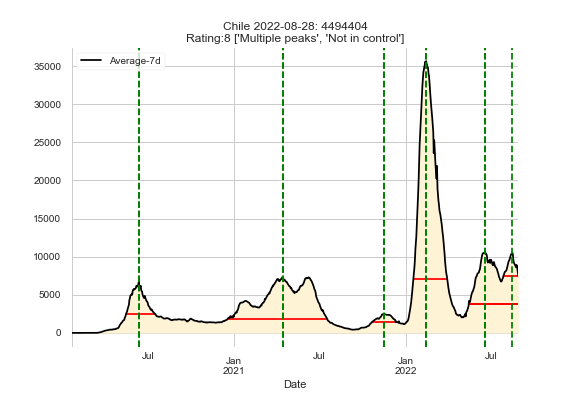 Chile 2022-08-28: 4494404
Rating:8 ['Multiple peaks', 'Not in control']
Average-7d
35000
30000
25000
20000
15000
10000
5000
0
Jul
Jan
2021
Jul
Jan
2022
Jul
Date